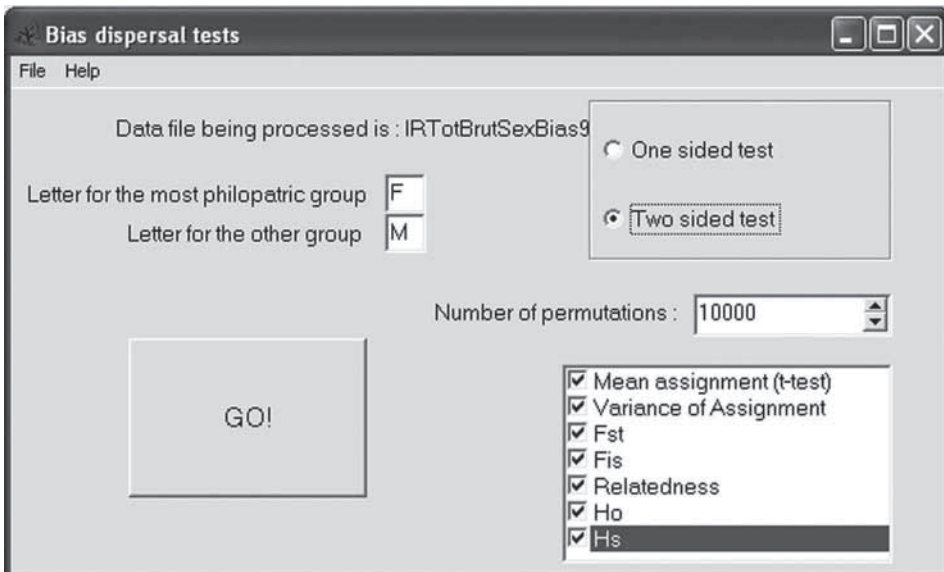 Bias dispersal tests
File Help
Data file being processed is : IRTotBrutSexBias9
One sided test
Letter for the most philopatric group F
Two sided test
Letter for the other group M
Number of permutations : 10000
GO!
Mean assignment (t-test)
Variance of Assignment
Fst
Fis
Relatedness
Ho
Hs